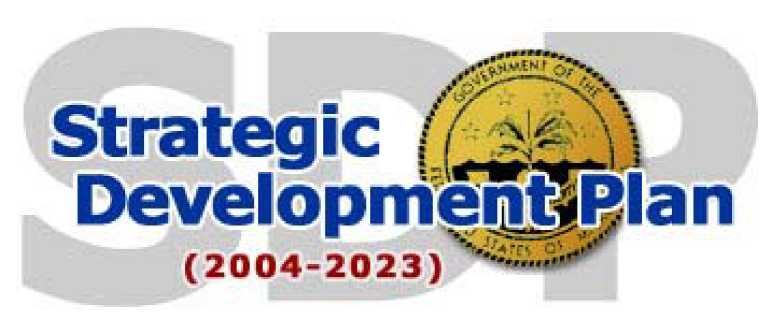 SDP
GOVERNMENT OF THE
Strategic
Development Plan
STATES OF
(2004-2023)